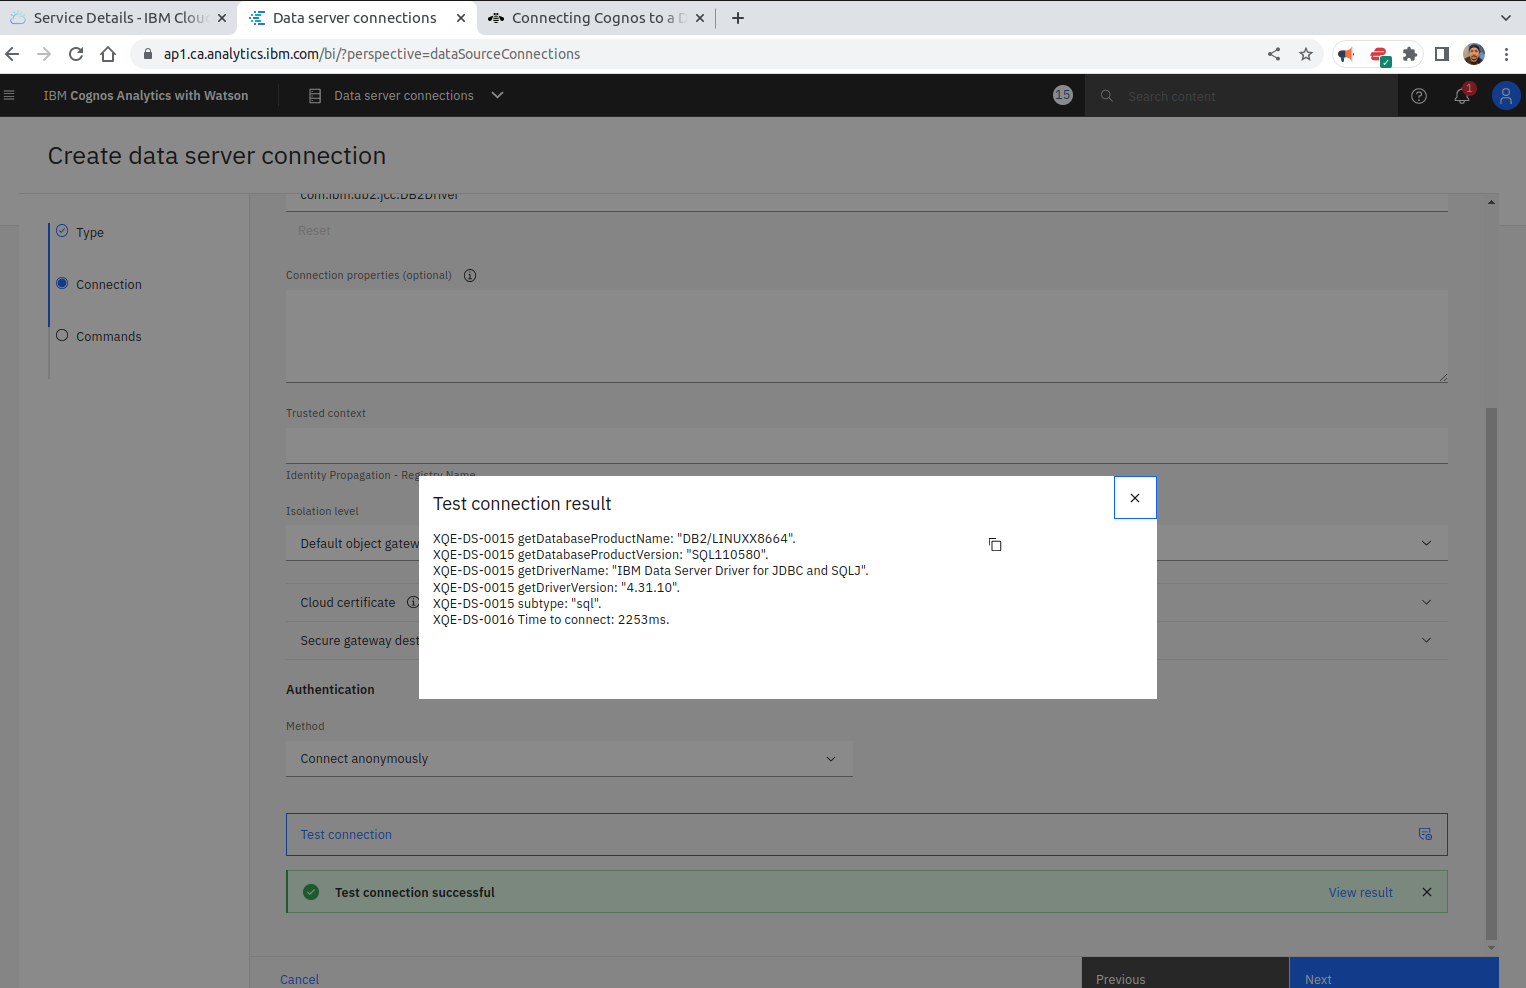 Service Details - IBM Clou
Data server connections
Connecting Cognos to a D
ap1.ca.analytics.ibm.com/bi/?perspective=dataSourceConnections
IBM Cognos Analytics with Watson
Data server connections
15
Search content
1
Create data server connection
Type
Connection
Commands
com.ibm.db2.jcc.DB2Driver
Reset
Connection properties (optional)
Trusted context
Identity Propagation - Registry Name
Isolation level
Default object gatew
Cloud certificate
Secure gateway dest
Test connection result
XQE-DS-0015 getDatabaseProductName: "DB2/LINUXX8664".
XQE-DS-0015 getDatabaseProductVersion: "SQL110580".
XQE-DS-0015 getDriverName: "IBM Data Server Driver for JDBC and SQLJ".
XQE-DS-0015 getDriverVersion: "4.31.10".
XQE-DS-0015 subtype: "sql".
XQE-DS-0016 Time to connect: 2253ms.
Authentication
Method
Connect anonymously
Test connection
Test connection successful
View result
Cancel
Previous
Next